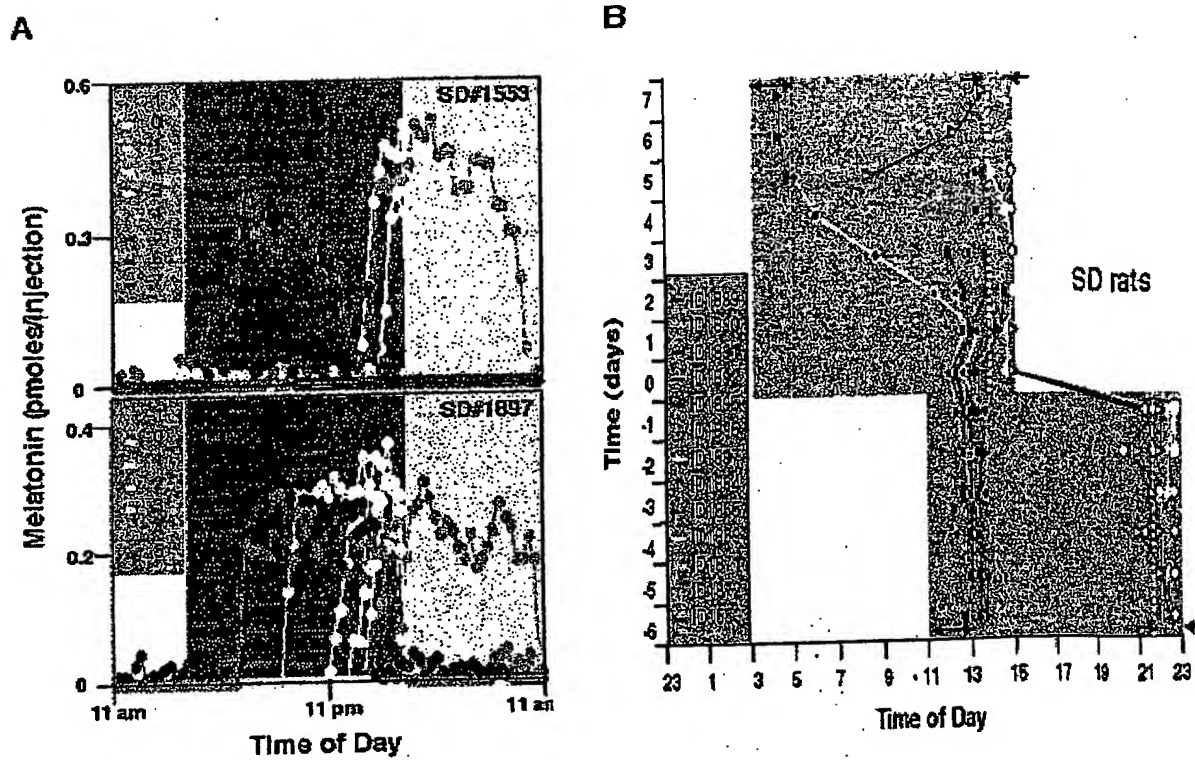 A
B
0.6
0.3
0
SD#1553
0.4
0.2
0
SD#1897
Melatonin (pmoles/injection)
11 am
11 pm
Time of Day
7
6
5
4
3
2
1
0
-1
-2
-3
-4
-5
-6
Time (days)
SD rats
23 1 3 5 7 9 11 13 15 17 19 21 23
Time of Day